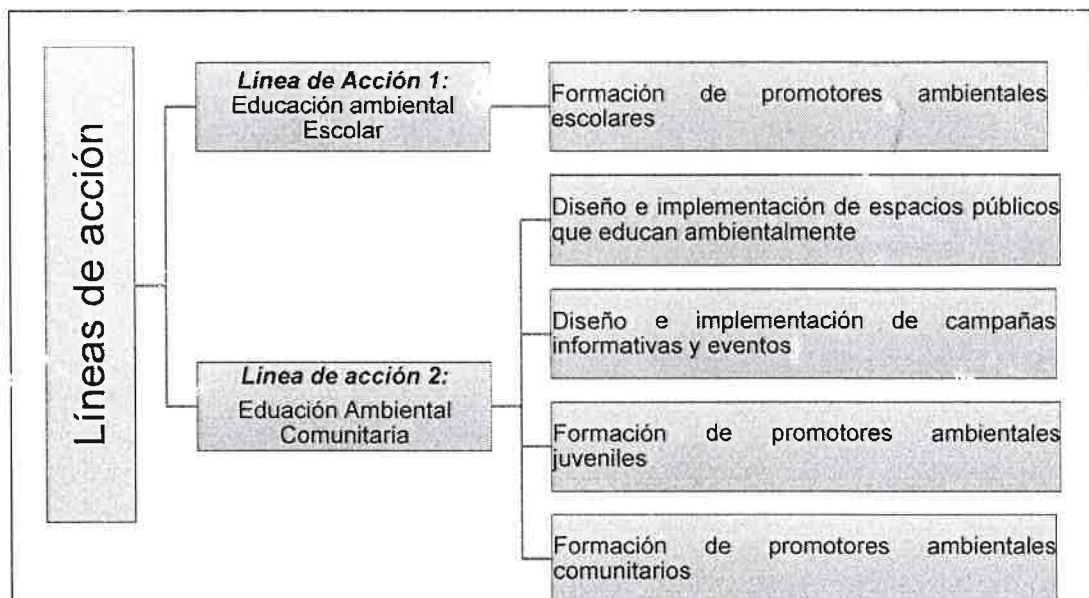 Líneas de acción
Línea de Acción 1:
Educación ambiental
Escolar
Formación de promotores ambientales
escolares
Línea de acción 2:
Eduación Ambiental
Comunitaria
Diseño e implementación de espacios públicos
que educan ambientalmente
Diseño e implementación de campañas
informativas y eventos
Formación de promotores ambientales
juveniles
Formación de promotores ambientales
comunitarios